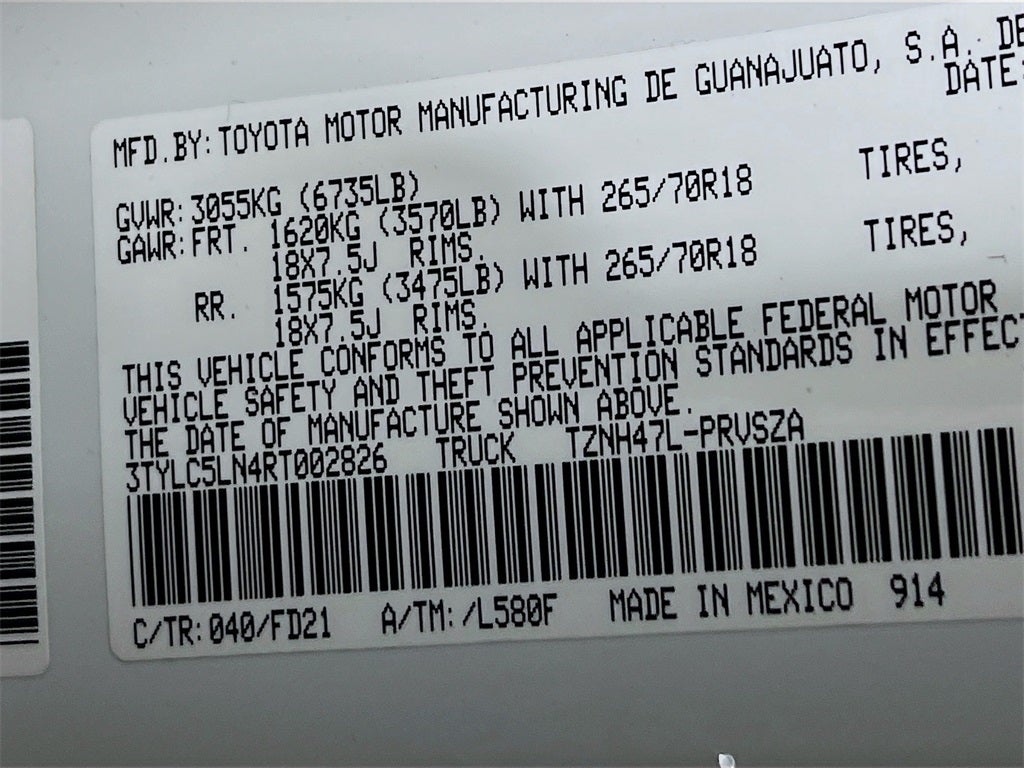 MFD.BY:TOYOTA MOTOR MANUFACTURING DE GUANAJUATO, S.A. DE
DATE:
GVWR:3055KG (6735LB)
GAWR:FRT. 1620KG (3570LB) WITH 265/70R18 TIRES,
18X7.5J RIMS.
RR. 1575KG (3475LB) WITH 265/70R18 TIRES,
18X7.5J RIMS.
THIS VEHICLE CONFORMS TO ALL APPLICABLE FEDERAL MOTOR
VEHICLE SAFETY AND THEFT PREVENTION STANDARDS IN EFFECT
THE DATE OF MANUFACTURE SHOWN ABOVE.
3TYLC5LN4RT002826 TRUCK TZNH47L-PRVSZA
C/TR:040/FD21 A/TM:/L580F MADE IN MEXICO 914